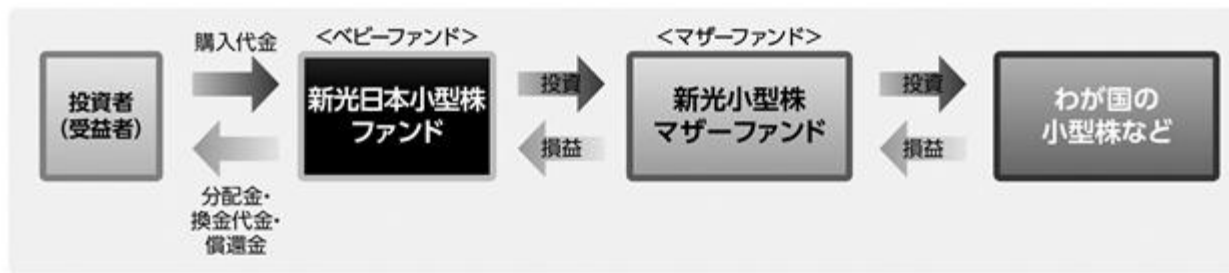 購入代金
<ベビーファンド>
<マザーファンド>
投資者
(受益者)
新光日本小型株
ファンド
投資
損益
新光小型株
マザーファンド
投資
損益
わが国の
小型株など
分配金・
換金代金・
償還金